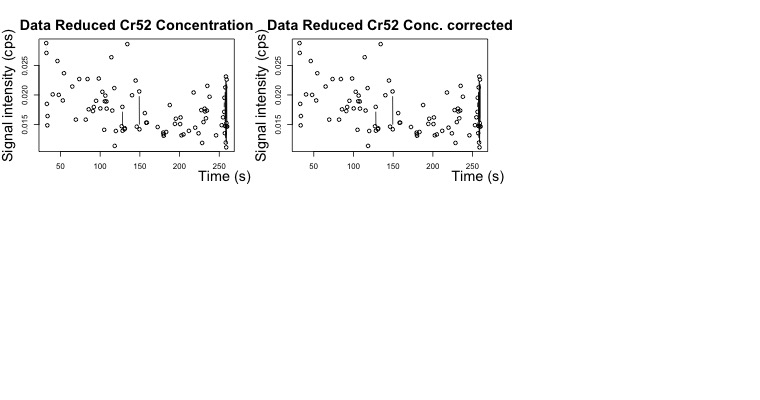 Data Reduced Cr52 Concentration
Signal intensity (cps)
0.015 0.020 0.025
50 100 150 200 250
Time (s)
Data Reduced Cr52 Conc. corrected
Signal intensity (cps)
0.015 0.020 0.025
50 100 150 200 250
Time (s)